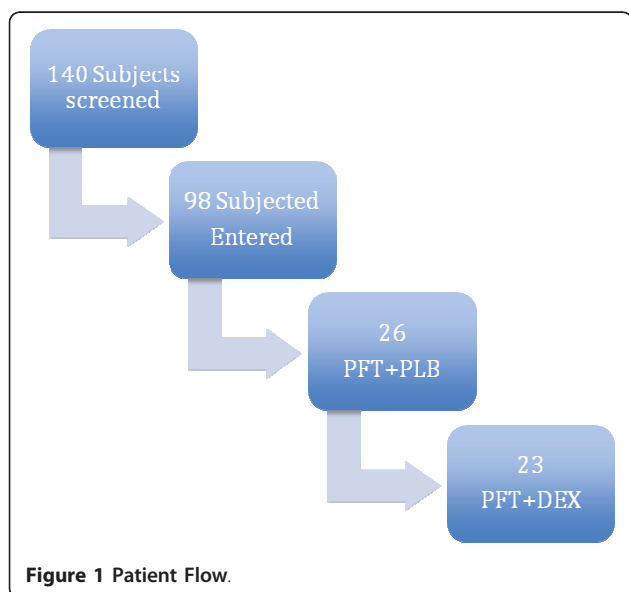 140 Subjects
screened
98 Subjected
Entered
26
PFT+PLB
23
PFT+DEX
Figure 1 Patient Flow.